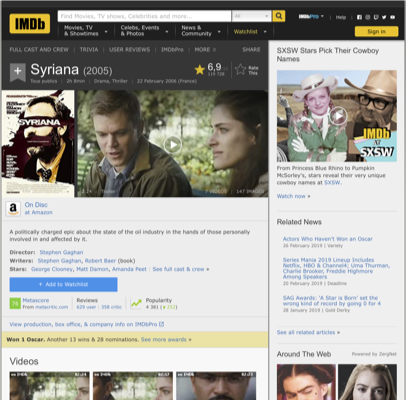 IMDb
Find Movies, TV shows, Celebrities and more...
All
IMDbPro
Help
Movies, TV
& Showtimes
Celebs, Events
& Photos
News &
Community
Watchlist
Sign in
FULL CAST AND CREW | TRIVIA | USER REVIEWS | IMDbPro | MORE
SHARE
Syriana (2005)
6,9
Rate
This
Tous publics | 2h 8min | Drama, Thriller | 22 February 2006 (France)
SYRIANA
Trailer
147 IMAGES
On Disc
at Amazon
A politically charged epic about the state of the oil industry in the hands of those personally
involved in and affected by it.
Director: Stephen Gaghan
Writers: Stephen Gaghan, Robert Baer (book)
Stars: George Clooney, Matt Damon, Amanda Peet | See full cast & crew »
+ Add to Watchlist
Metascore
From metacritic.com
Reviews
629 user | 358 critic
Popularity
View production, box office, & company info on IMDbPro
Won 1 Oscar. Another 13 wins & 28 nominations. See more awards »
Videos
SXSW Stars Pick Their Cowboy
Names
IMDb
AT
SXSW
From Princess Blue Rhino to Pumpkin
McSorley's, stars reveal their very unique
cowboy names at SXSW.
Watch now »
Related News
Actors Who Haven't Won an Oscar
26 February 2019 | Variety
Series Mania 2019 Lineup Includes
Netflix, HBO & Channel4; Uma Thurman,
Charlie Brooker, Freddie Highmore
Among Speakers
20 February 2019 | Deadline
SAG Awards: 'A Star is Born' set the
wrong kind of record by going 0 for 4
28 January 2019 | Gold Derby
See all related articles »
Around The Web
Powered by ZergNet